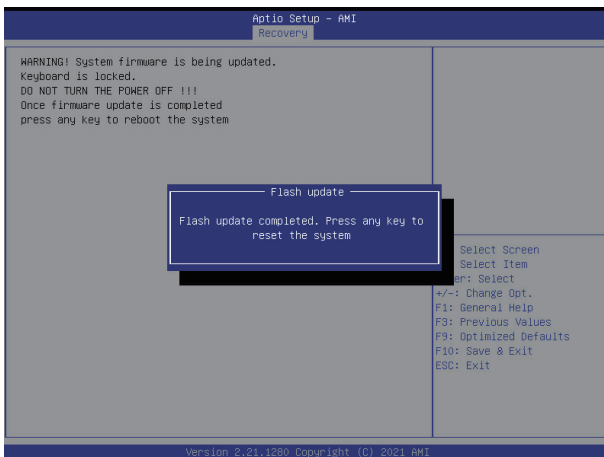 Aptio Setup - AMI
Recovery
WARNING! System firmware is being updated.
Keyboard is locked.
DO NOT TURN THE POWER OFF !!!
Once firmware update is completed
press any key to reboot the system
Flash update
Flash update completed. Press any key to
reset the system
Select Screen
Select Item
er: Select
+/-: Change Opt.
F1: General Help
F3: Previous Values
F9: Optimized Defaults
F10: Save & Exit
ESC: Exit
Version 2.21.1280 Copyright (C) 2021 AMI